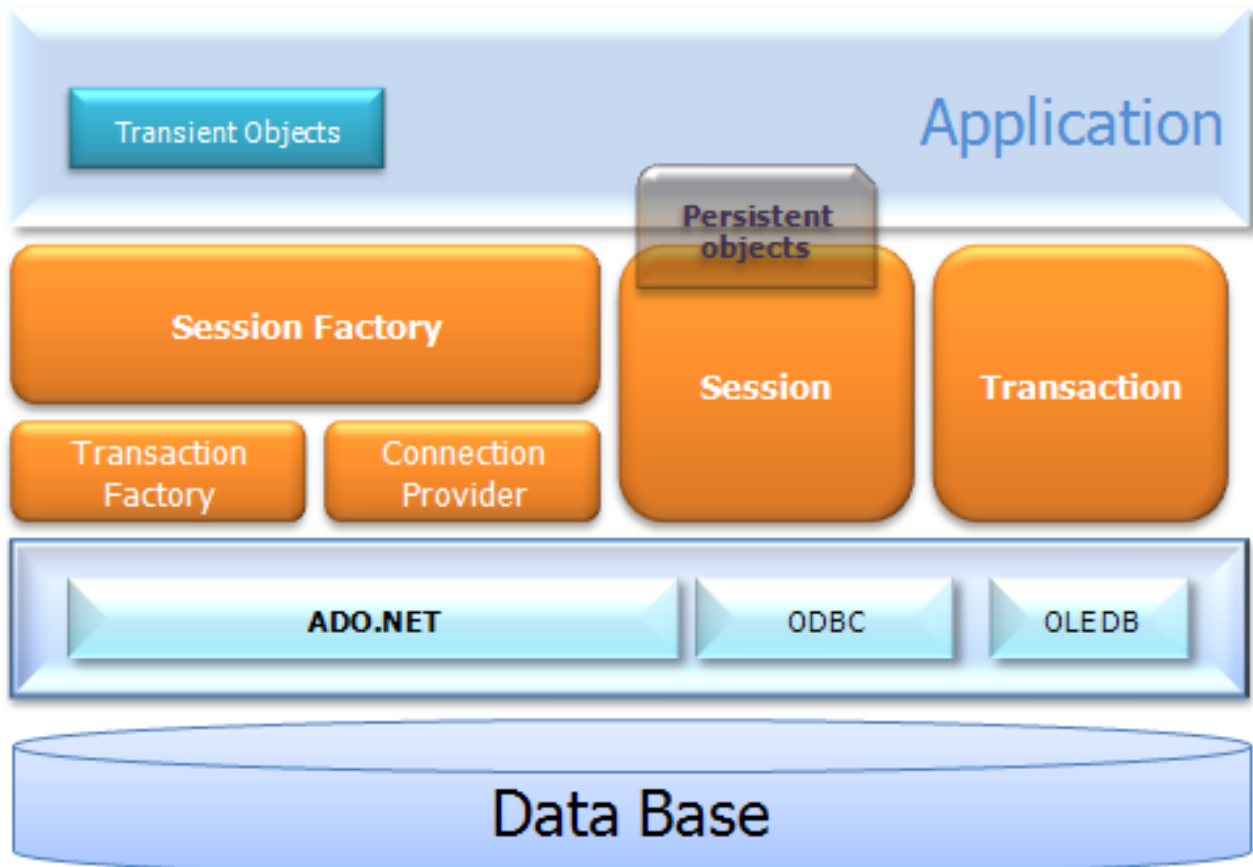 Transient Objects
Application
Persistent
objects
Session Factory
Session
Transaction
Transaction
Factory
Connection
Provider
ADO.NET
ODBC
OLEDB
Data Base